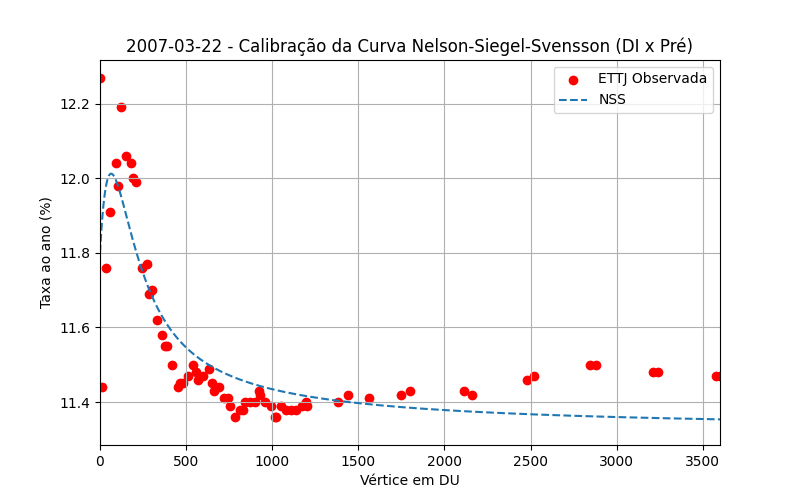 2007-03-22 - Calibração da Curva Nelson-Siegel-Svensson (DI x Pré)
ETTJ Observada
NSS
12.2
12.0
11.8
11.6
11.4
Taxa ao ano (%)
0 500 1000 1500 2000 2500 3000 3500
Vértice em DU